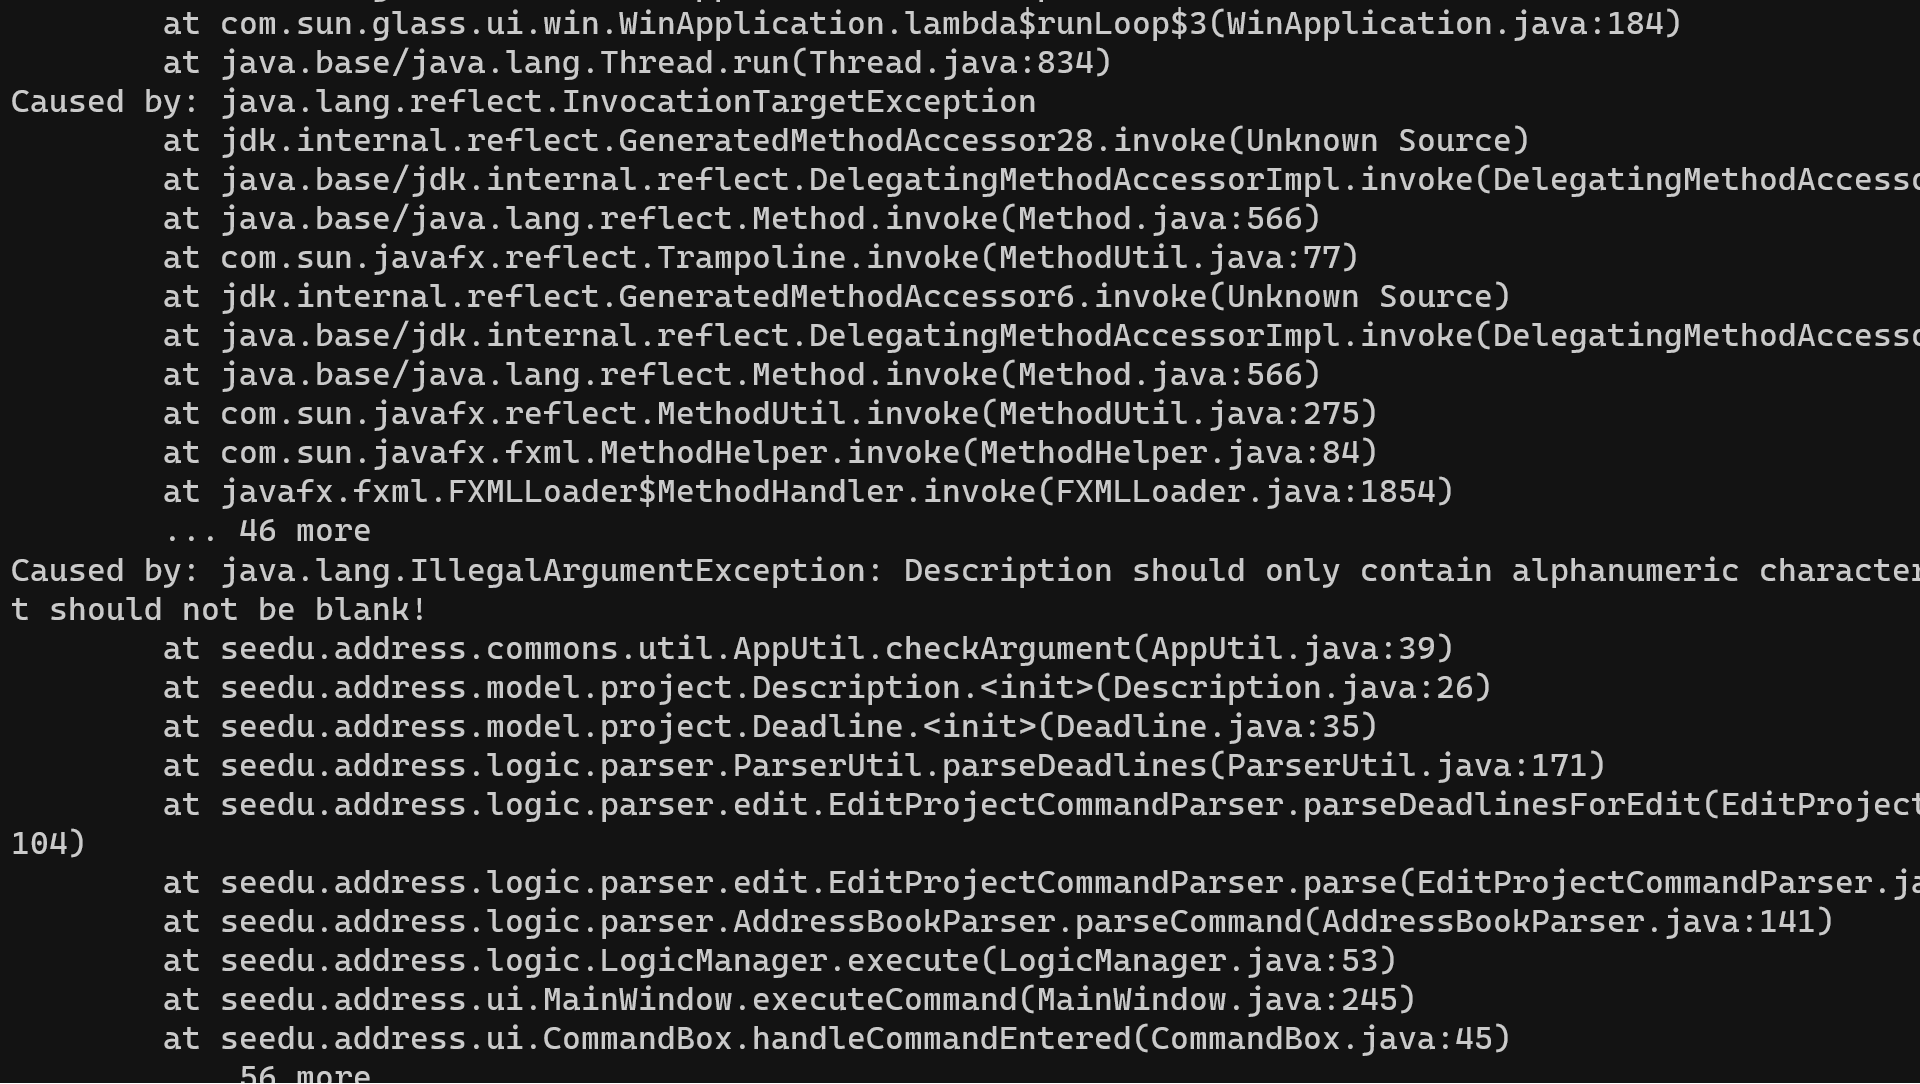 at com.sun.glass.ui.win.WinApplication.lambda$runLoop$3(WinApplication.java:184)
at java.base/java.lang.Thread.run(Thread.java:834)
Caused by: java.lang.reflect.InvocationTargetException
at jdk.internal.reflect.GeneratedMethodAccessor28.invoke(Unknown Source)
at java.base/jdk.internal.reflect.DelegatingMethodAccessorImpl.invoke(DelegatingMethodAccesso
at java.base/java.lang.reflect.Method.invoke(Method.java:566)
at com.sun.javafx.reflect.Trampoline.invoke(MethodUtil.java:77)
at jdk.internal.reflect.GeneratedMethodAccessor6.invoke(Unknown Source)
at java.base/jdk.internal.reflect.DelegatingMethodAccessorImpl.invoke(DelegatingMethodAccesso
at java.base/java.lang.reflect.Method.invoke(Method.java:566)
at com.sun.javafx.reflect.MethodUtil.invoke(MethodUtil.java:275)
at com.sun.javafx.fxml.MethodHelper.invoke(MethodHelper.java:84)
at javafx.fxml.FXMLLoader$MethodHandler.invoke(FXMLLoader.java:1854)
... 46 more
Caused by: java.lang.IllegalArgumentException: Description should only contain alphanumeric character
t should not be blank!
at seedu.address.commons.util.AppUtil.checkArgument(AppUtil.java:39)
at seedu.address.model.project.Description.<init>(Description.java:26)
at seedu.address.model.project.Deadline.<init>(Deadline.java:35)
at seedu.address.logic.parser.ParserUtil.parseDeadlines(ParserUtil.java:171)
at seedu.address.logic.parser.edit.EditProjectCommandParser.parseDeadlinesForEdit(EditProject
104)
at seedu.address.logic.parser.edit.EditProjectCommandParser.parse(EditProjectCommandParser.ja
at seedu.address.logic.parser.AddressBookParser.parseCommand(AddressBookParser.java:141)
at seedu.address.logic.LogicManager.execute(LogicManager.java:53)
at seedu.address.ui.MainWindow.executeCommand(MainWindow.java:245)
at seedu.address.ui.CommandBox.handleCommandEntered(CommandBox.java:45)
56 more